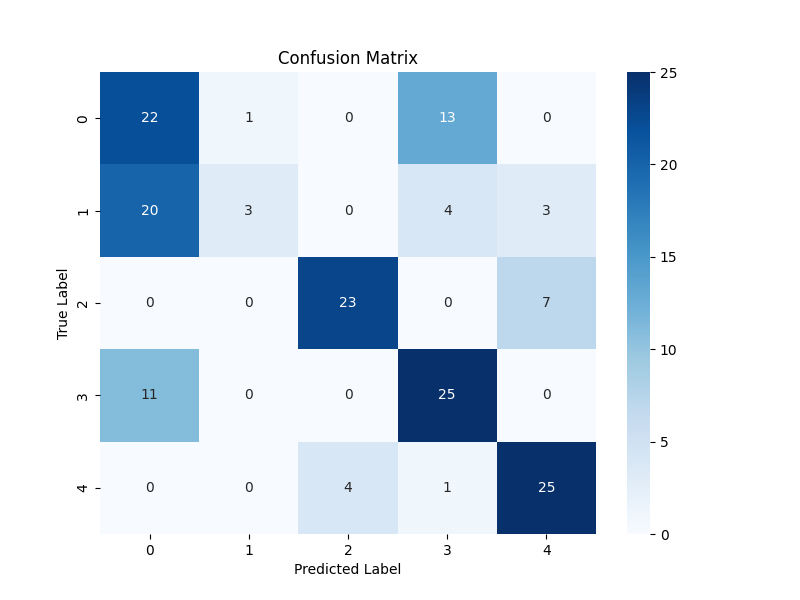 Confusion Matrix
True Label
0 22 1 0 13 0
1 20 3 0 4 3
2 0 0 23 0 7
3 11 0 0 25 0
4 0 0 4 1 25
0 1 2 3 4
Predicted Label
25
20
15
10
5
0